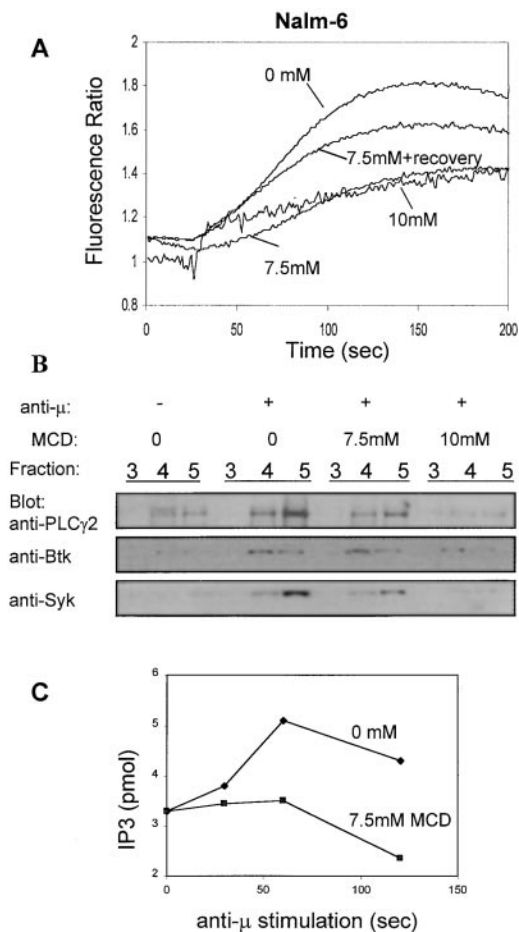 Nalm-6
A
Fluorescence Ratio
2
1.8
1.6
1.4
1.2
1
0.8
0 mM
7.5mM+recovery
10mM
7.5mM
0 50 100 150 200
Time (sec)
B
anti-μ: - + + +
MCD: 0 0 7.5mM 10mM
Fraction: 3 4 5 3 4 5 3 4 5 3 4 5
Blot:
anti-PLCγ2
anti-Btk
anti-Syk
C
IP3 (pmol)
6
5
4
3
2
0 mM
7.5mM MCD
0 50 100 150
anti-μ stimulation (sec)